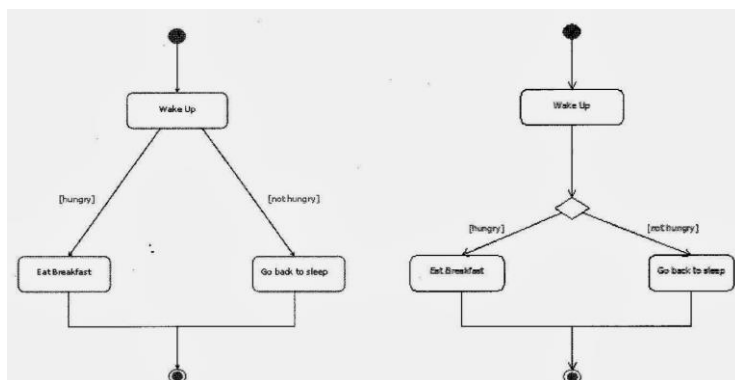 Wake Up
[hungry]
[not hungry]
Eat Breakfast
Go back to sleep
Wake Up
[hungry]
[not hungry]
Eat Breakfast
Go back to sleep